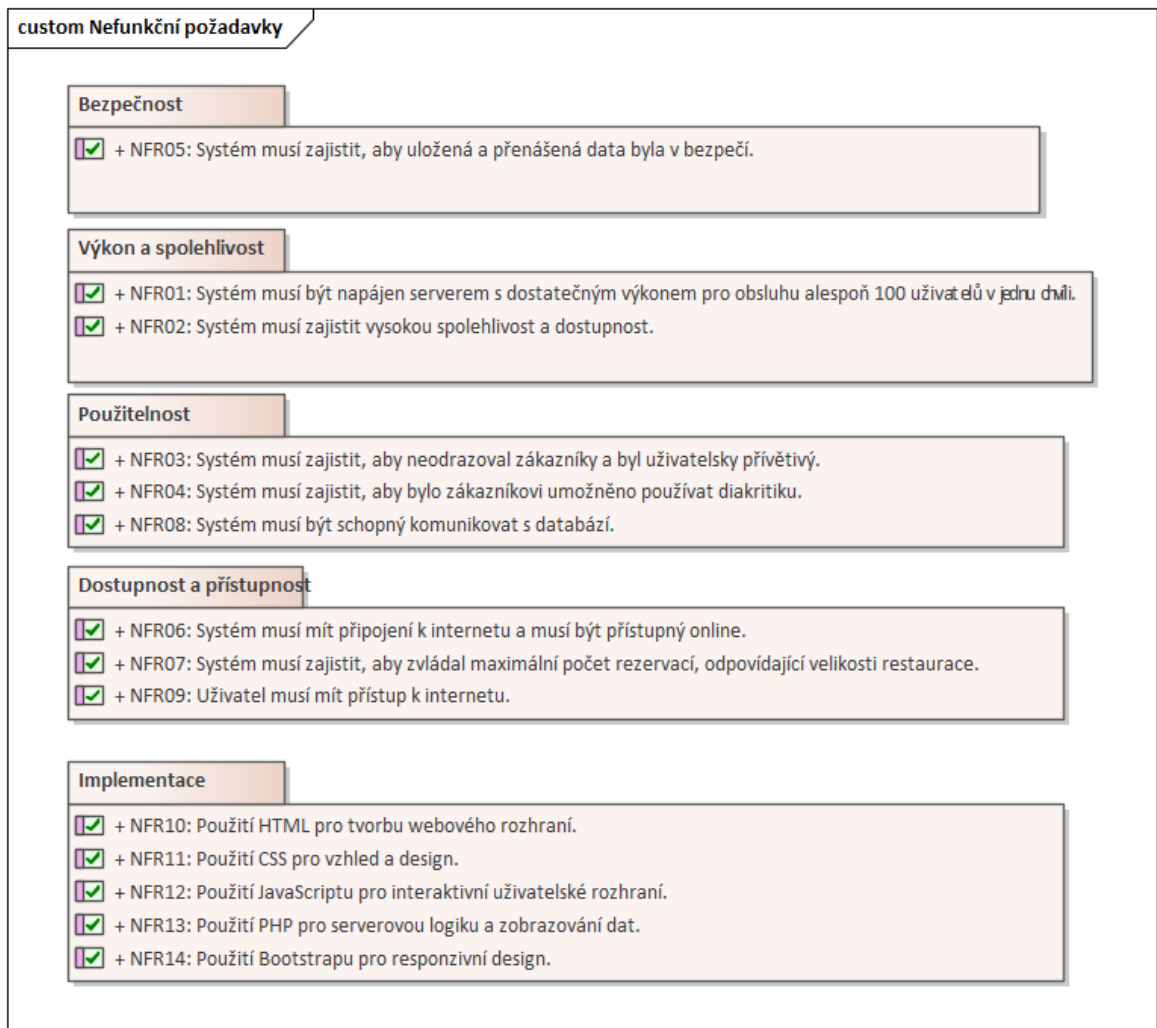 custom Nefunkční požadavky
Bezpečnost
+ NFR05: Systém musí zajistit, aby uložená a přenášená data byla v bezpečí.
Výkon a spolehlivost
+ NFR01: Systém musí být napájen serverem s dostatečným výkonem pro obsluhu alespoň 100 uživatelů v jednu chvíli.
+ NFR02: Systém musí zajistit vysokou spolehlivost a dostupnost.
Použitelnost
+ NFR03: Systém musí zajistit, aby neodrazoval zákazníky a byl uživatelsky přívětivý.
+ NFR04: Systém musí zajistit, aby bylo zákazníkovi umožněno používat diakritiku.
+ NFR08: Systém musí být schopný komunikovat s databází.
Dostupnost a přístupnost
+ NFR06: Systém musí mít připojení k internetu a musí být přístupný online.
+ NFR07: Systém musí zajistit, aby zvládal maximální počet rezervací, odpovídající velikosti restaurace.
+ NFR09: Uživatel musí mít přístup k internetu.
Implementace
+ NFR10: Použití HTML pro tvorbu webového rozhraní.
+ NFR11: Použití CSS pro vzhled a design.
+ NFR12: Použití JavaScriptu pro interaktivní uživatelské rozhraní.
+ NFR13: Použití PHP pro serverovou logiku a zobrazování dat.
+ NFR14: Použití Bootstrapu pro responzivní design.